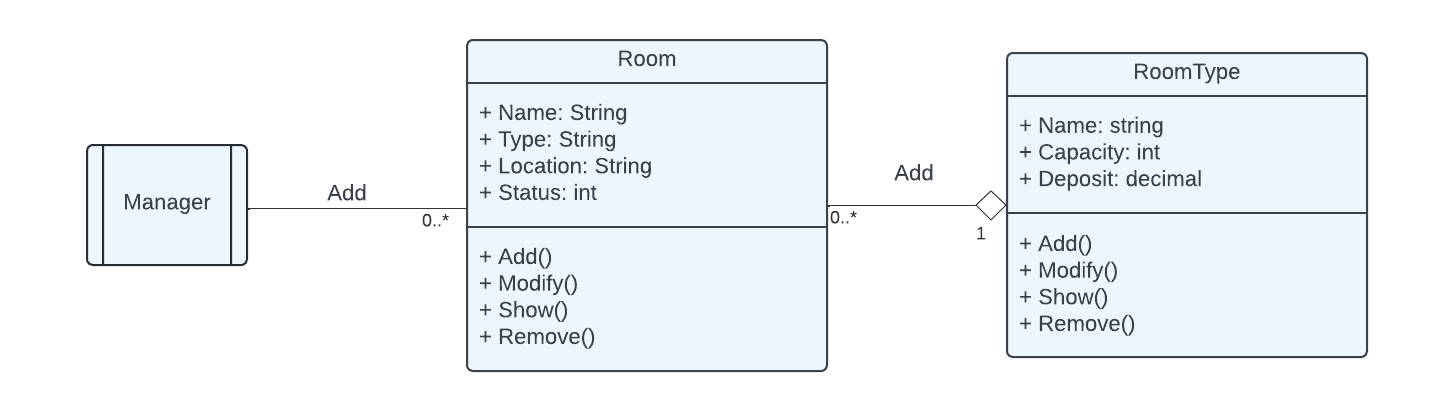 Manager
Add
0..*
Room
+ Name: String
+ Type: String
+ Location: String
+ Status: int
+ Add()
+ Modify()
+ Show()
+ Remove()
Add
0..*
1
RoomType
+ Name: string
+ Capacity: int
+ Deposit: decimal
+ Add()
+ Modify()
+ Show()
+ Remove()